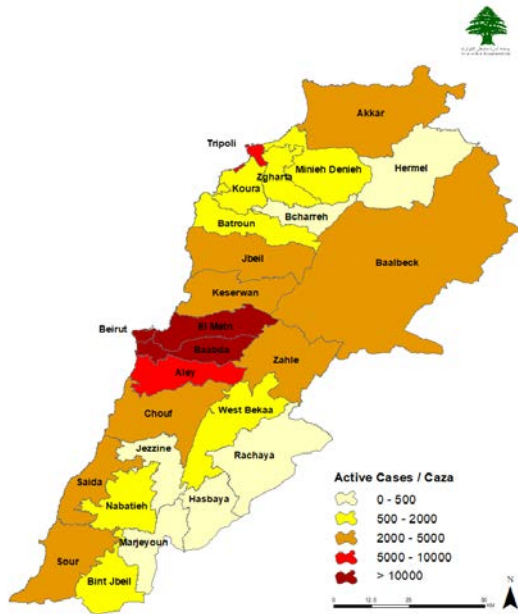 Akkar
Tripoli
Hermel
Minieh Denieh
Zgharta
Koura
Bcharreh
Batroun
Jbeil
Baalbeck
Keserwan
Beirut
El Metn
Baabda
Zahle
Aley
West Bekaa
Chouf
Jezzine
Rachaya
Saida
Hasbaya
Nabatieh
Marjeyoun
Sour
Bint Jbeil
Active Cases / Caza
0 - 500
500 - 2000
2000 - 5000
5000 - 10000
> 10000
N